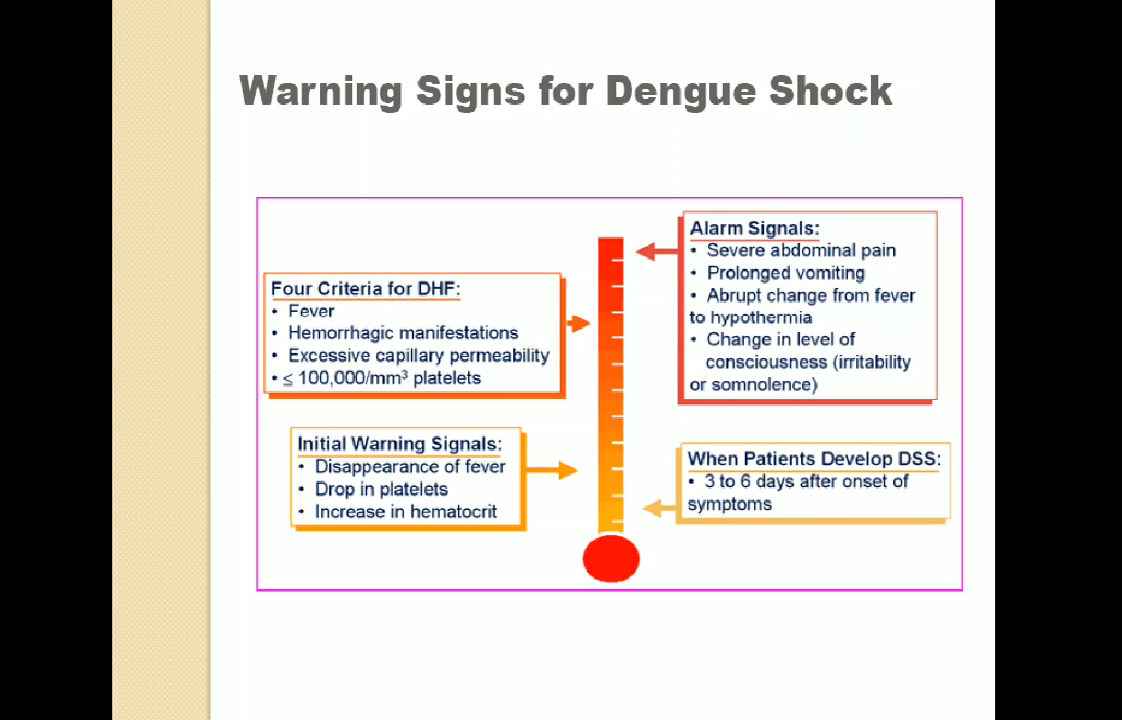 Warning Signs for Dengue Shock
Alarm Signals:
• Severe abdominal pain
• Prolonged vomiting
• Abrupt change from fever
to hypothermia
• Change in level of
consciousness (irritability
or somnolence)
Four Criteria for DHF:
• Fever
• Hemorrhagic manifestations
• Excessive capillary permeability
• ≤ 100,000/mm³ platelets
Initial Warning Signals:
• Disappearance of fever
• Drop in platelets
• Increase in hematocrit
When Patients Develop DSS:
• 3 to 6 days after onset of
symptoms